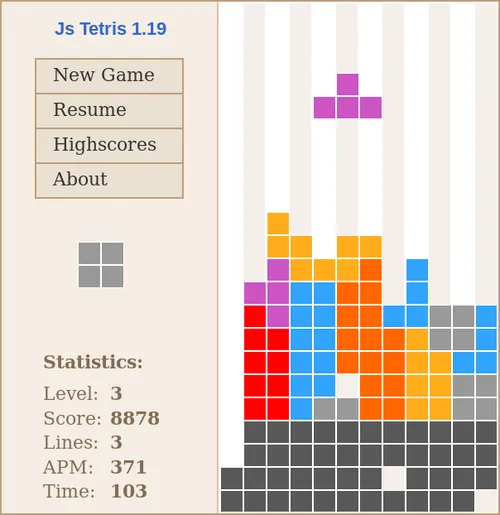 Js Tetris 1.19
New Game
Resume
Highscores
About
Statistics:
Level: 3
Score: 8878
Lines: 3
APM: 371
Time: 103